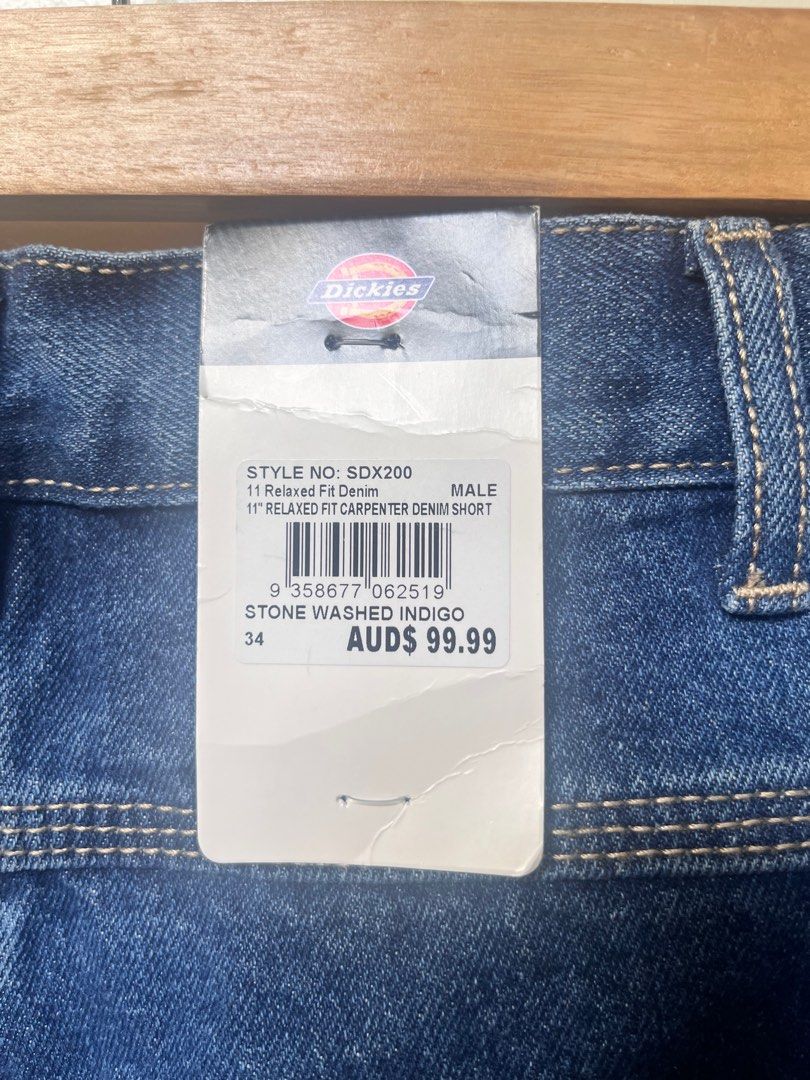 Dickies
STYLE NO: SDX200
11 Relaxed Fit Denim MALE
11" RELAXED FIT CARPENTER DENIM SHORT
9 358677 062519
STONE WASHED INDIGO
34 AUD$ 99.99